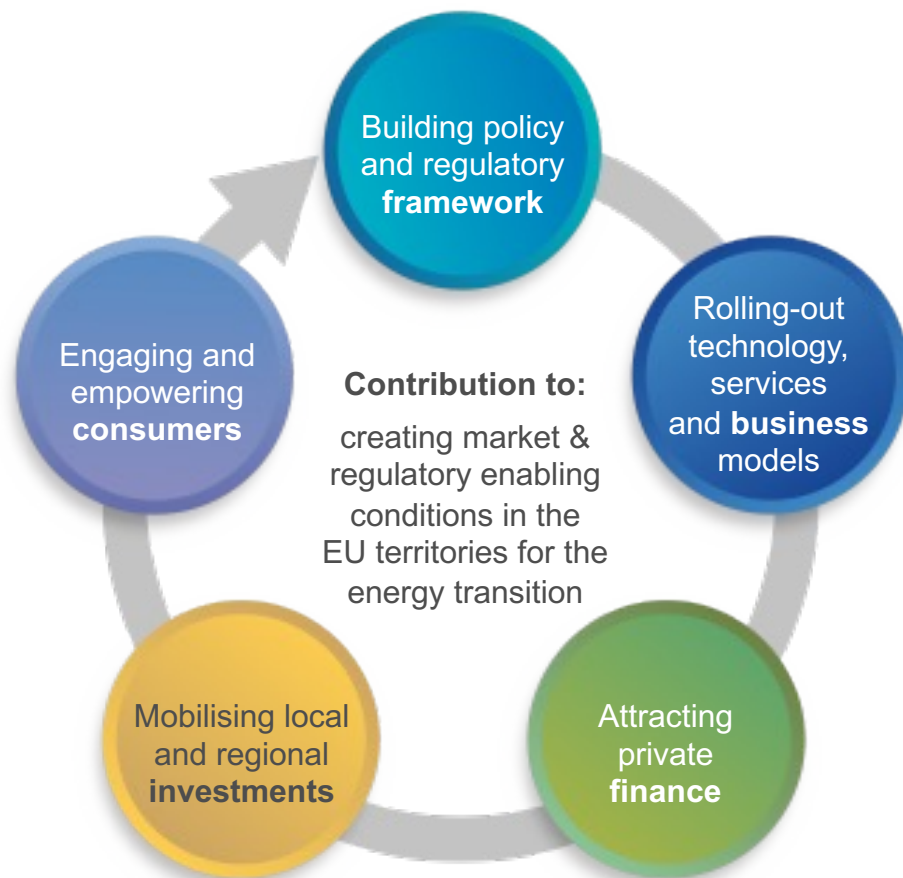 Building policy
and regulatory
framework
Rolling-out
technology,
services
and business
models
Attracting
private
finance
Mobilising local
and regional
investments
Engaging and
empowering
consumers
Contribution to:
creating market &
regulatory enabling
conditions in the
EU territories for the
energy transition